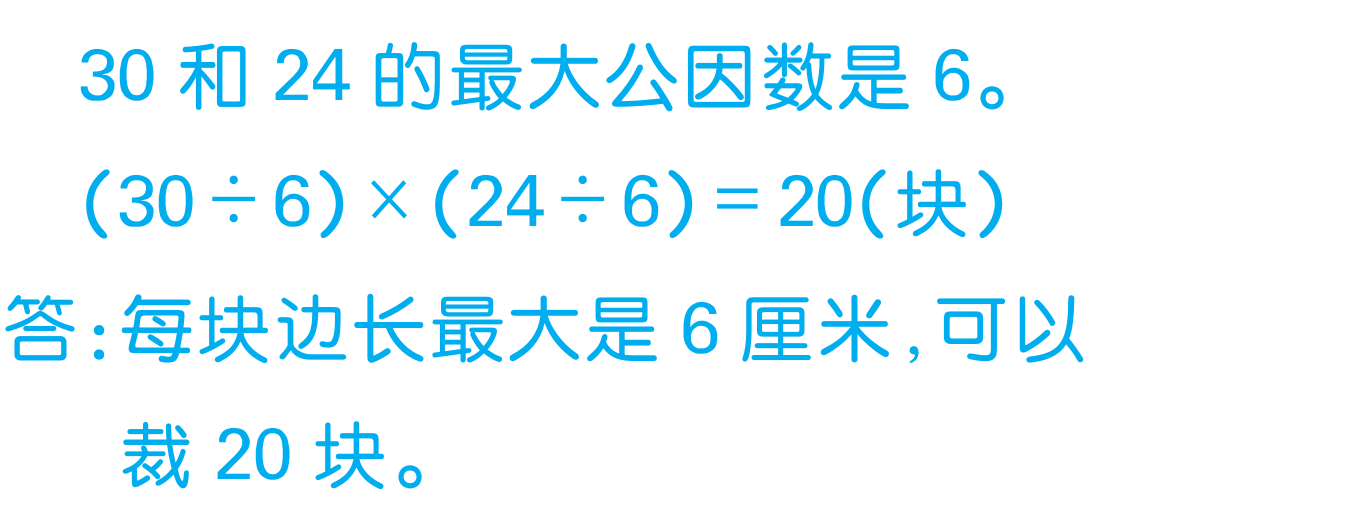 30 和 24 的最大公因数是 6。
(30÷6)×(24÷6)=20(块)
答:每块边长最大是 6 厘米,可以
裁 20 块。